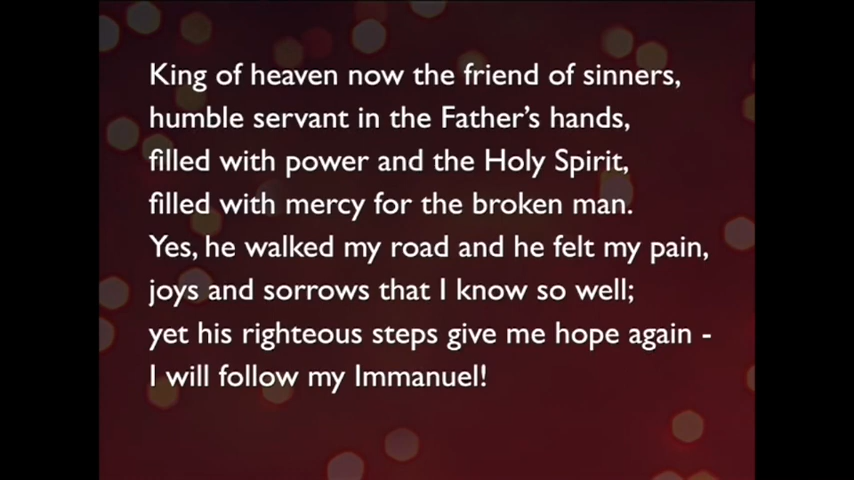 King of heaven now the friend of sinners,
humble servant in the Father’s hands,
filled with power and the Holy Spirit,
filled with mercy for the broken man.
Yes, he walked my road and he felt my pain,
joys and sorrows that I know so well;
yet his righteous steps give me hope again -
I will follow my Immanuel!